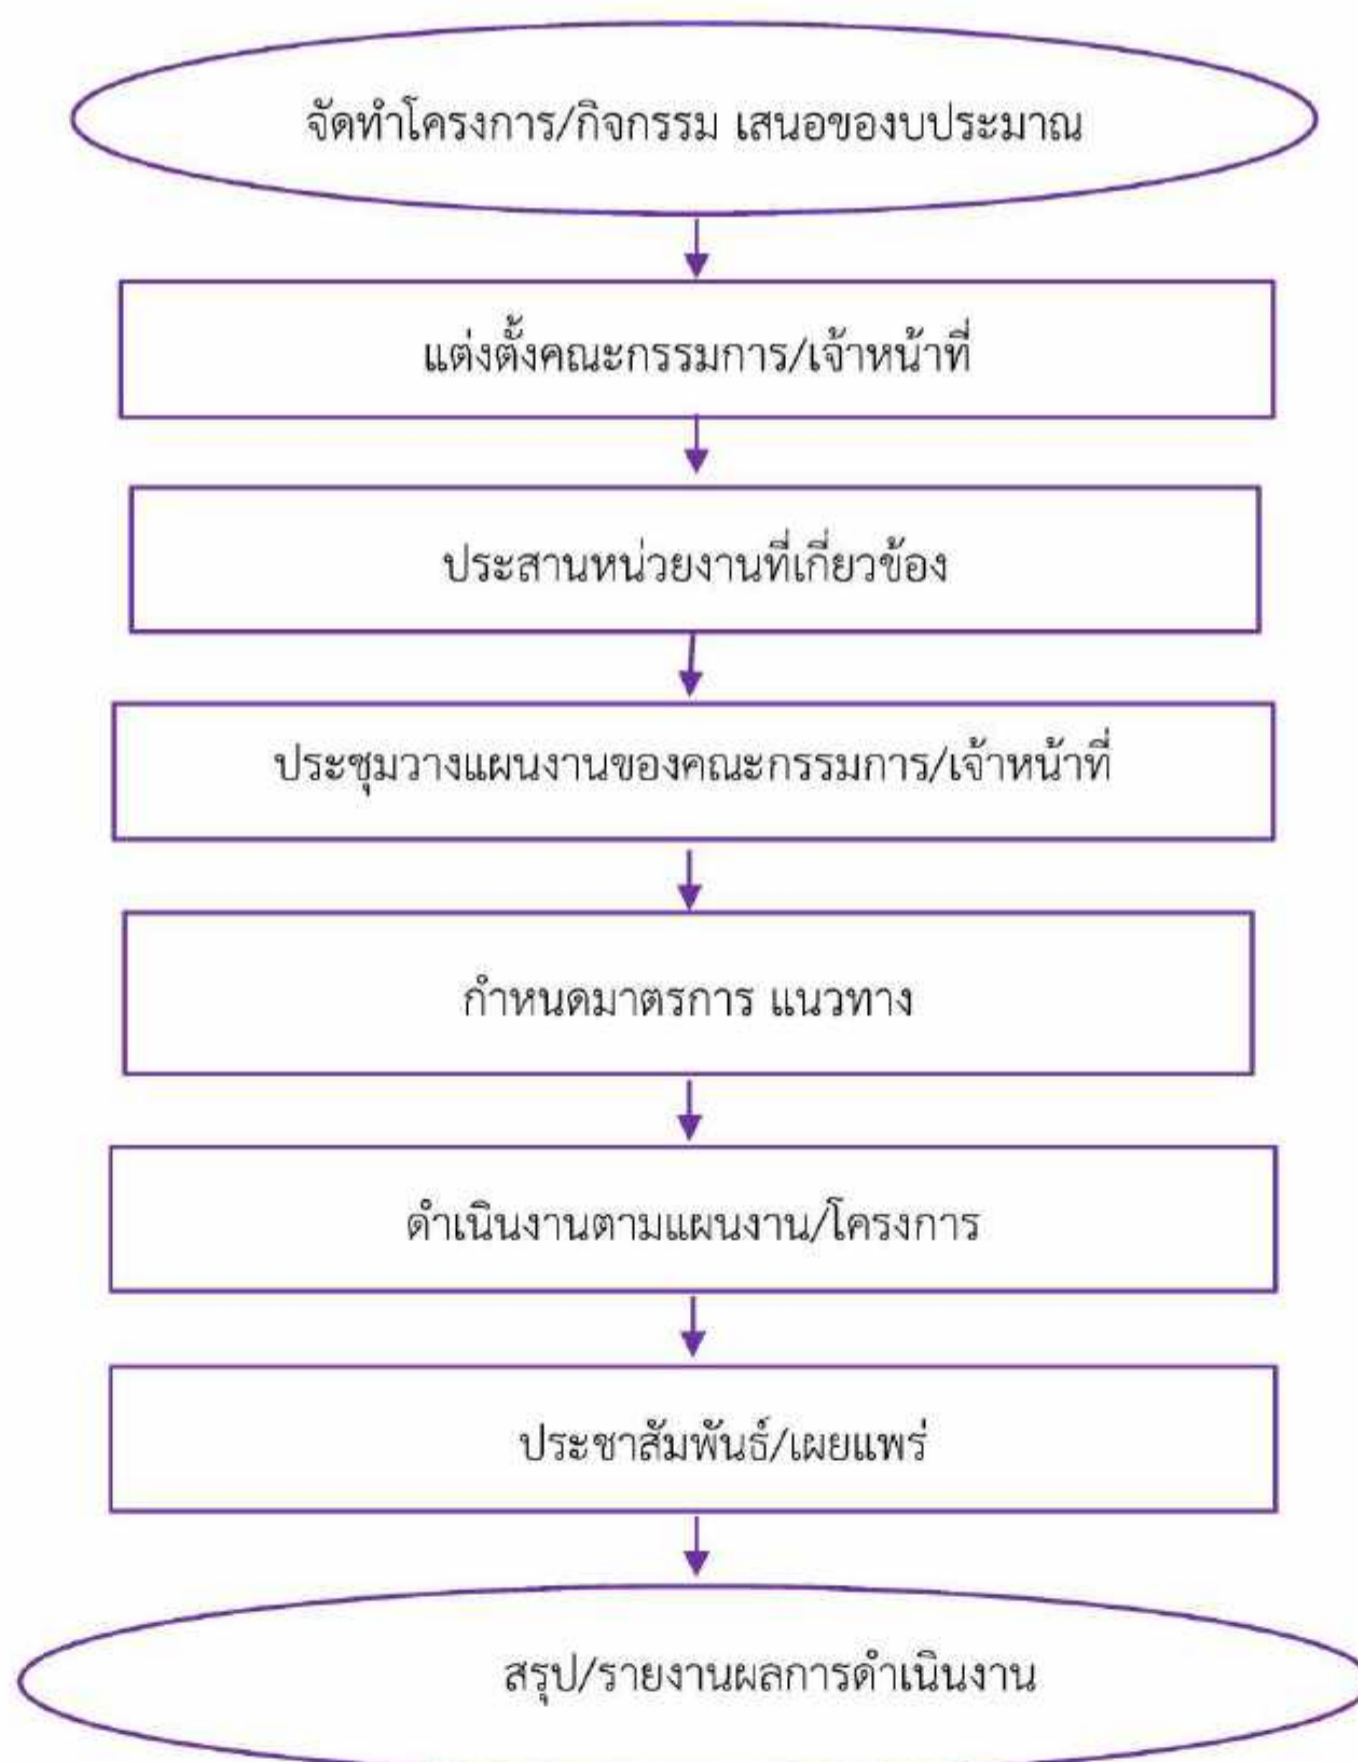 จัดทำโครงการ/กิจกรรม เสนอของบประมาณ
แต่งตั้งคณะกรรมการ/เจ้าหน้าที่
ประสานหน่วยงานที่เกี่ยวข้อง
ประชุมวางแผนงานของคณะกรรมการ/เจ้าหน้าที่
กำหนดมาตรการ แนวทาง
ดำเนินงานตามแผนงาน/โครงการ
ประชาสัมพันธ์/เผยแพร่
สรุป/รายงานผลการดำเนินงาน